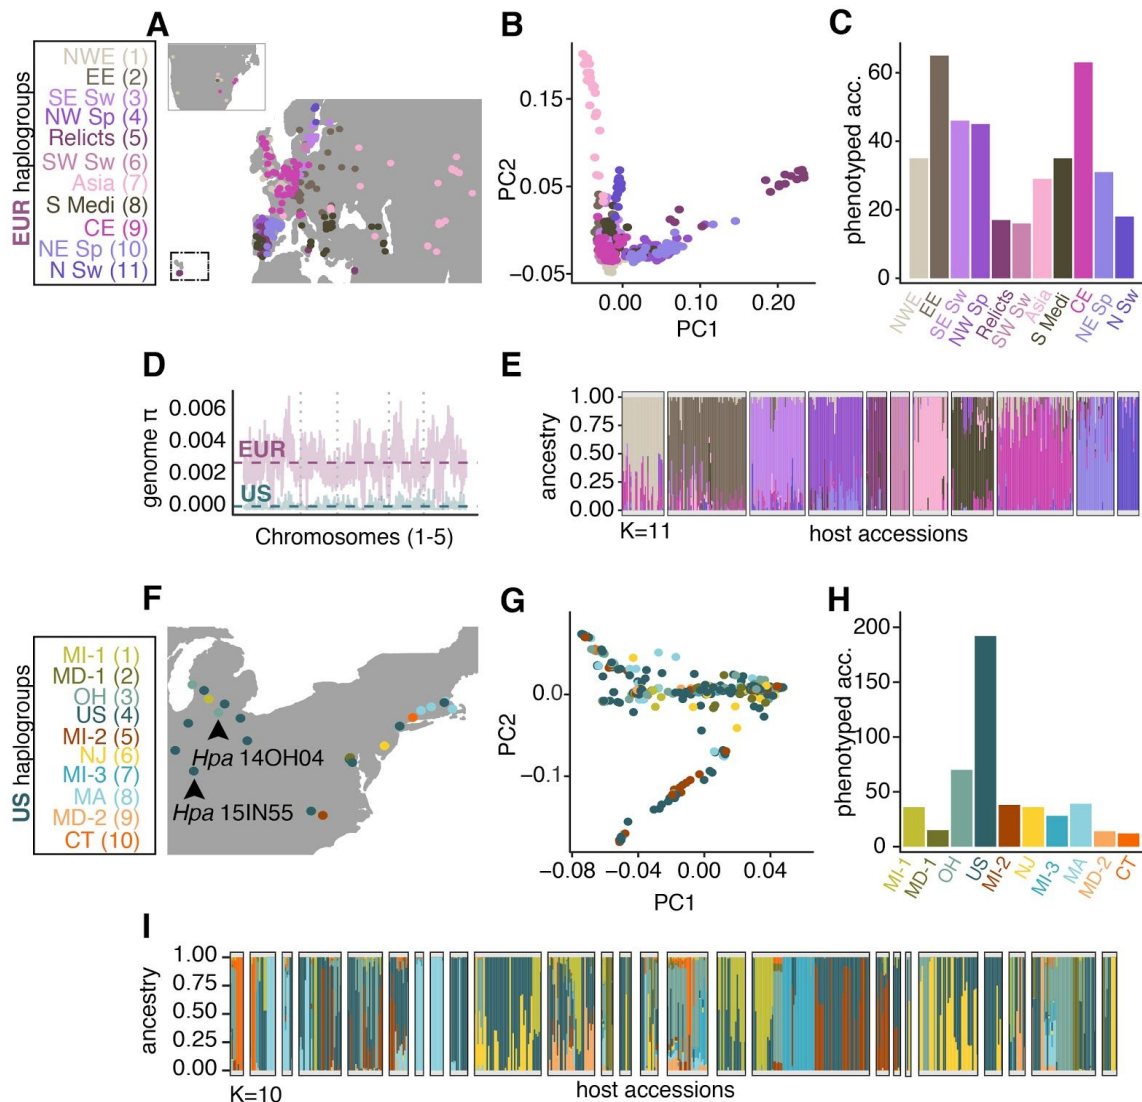 A
EUR haplogroups
NWE (1)
EE (2)
SE Sw (3)
NW Sp (4)
Relicts (5)
SW Sw (6)
Asia (7)
S Medi (8)
CE (9)
NE Sp (10)
N Sw (11)
B
PC2
0.15
0.05
−0.05
0.00 0.10 0.20
PC1
C
phenotyped acc.
60
40
20
0
NWE
EE
SE Sw
NW Sp
Relicts
SW Sw
Asia
S Medi
CE
NE Sp
N Sw
D
genome π
0.006
0.004
0.002
0.000
EUR
US
Chromosomes (1-5)
E
ancestry
1.00
0.75
0.50
0.25
0.00
K=11
host accessions
F
US haplogroups
MI-1 (1)
MD-1 (2)
OH (3)
US (4)
MI-2 (5)
NJ (6)
MI-3 (7)
MA (8)
MD-2 (9)
CT (10)
Hpa 14OH04
Hpa 15IN55
G
PC2
0.0
−0.1
−0.08 −0.04 0.00 0.04
PC1
H
phenotyped acc.
200
150
100
50
0
MI-1
MD-1
OH
US
MI-2
NJ
MI-3
MA
MD-2
CT
I
ancestry
1.00
0.75
0.50
0.25
0.00
K=10
host accessions